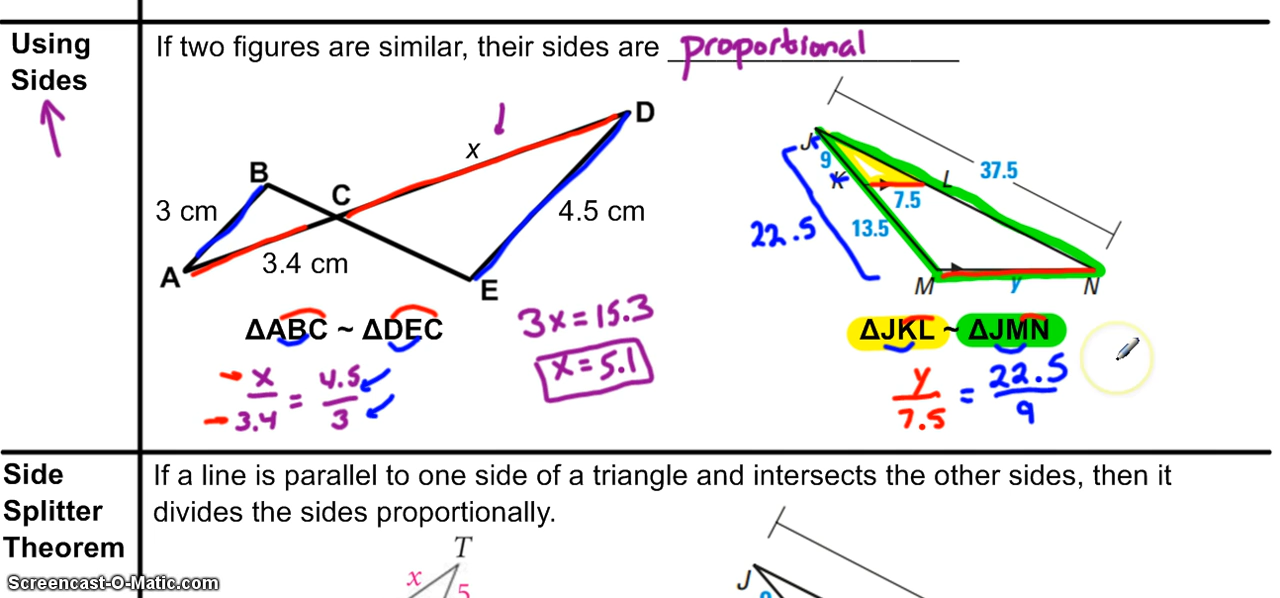 Using
Sides
If two figures are similar, their sides are proportional
D
x
B
C
3 cm
4.5 cm
A
3.4 cm
E
ΔABC ~ ΔDEC
x/3.4 = 4.5/3
3x = 15.3
x = 5.1
J
9
K
L
37.5
7.5
22.5
13.5
M
y
N
ΔJKL ~ ΔJMN
y/7.5 = 22.5/9
Side
Splitter
Theorem
If a line is parallel to one side of a triangle and intersects the other sides, then it
divides the sides proportionally.
T
x
5
J
9
Screencast-O-Matic.com